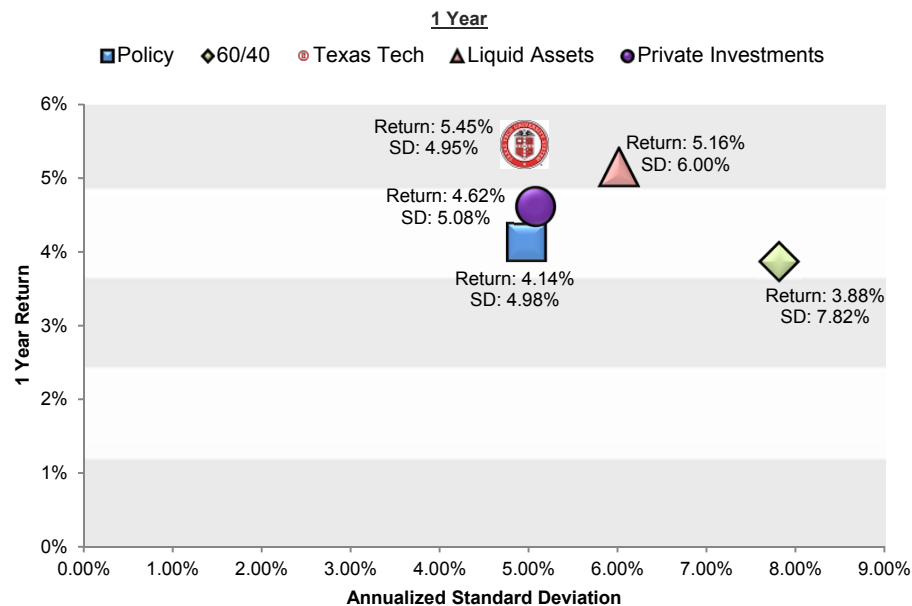 1 Year
Policy 60/40 Texas Tech Liquid Assets Private Investments
6%
5%
4%
3%
2%
1%
0%
1 Year Return
Return: 5.45%
SD: 4.95%
Return: 5.16%
SD: 6.00%
Return: 4.62%
SD: 5.08%
Return: 4.14%
SD: 4.98%
Return: 3.88%
SD: 7.82%
0.00% 1.00% 2.00% 3.00% 4.00% 5.00% 6.00% 7.00% 8.00% 9.00%
Annualized Standard Deviation